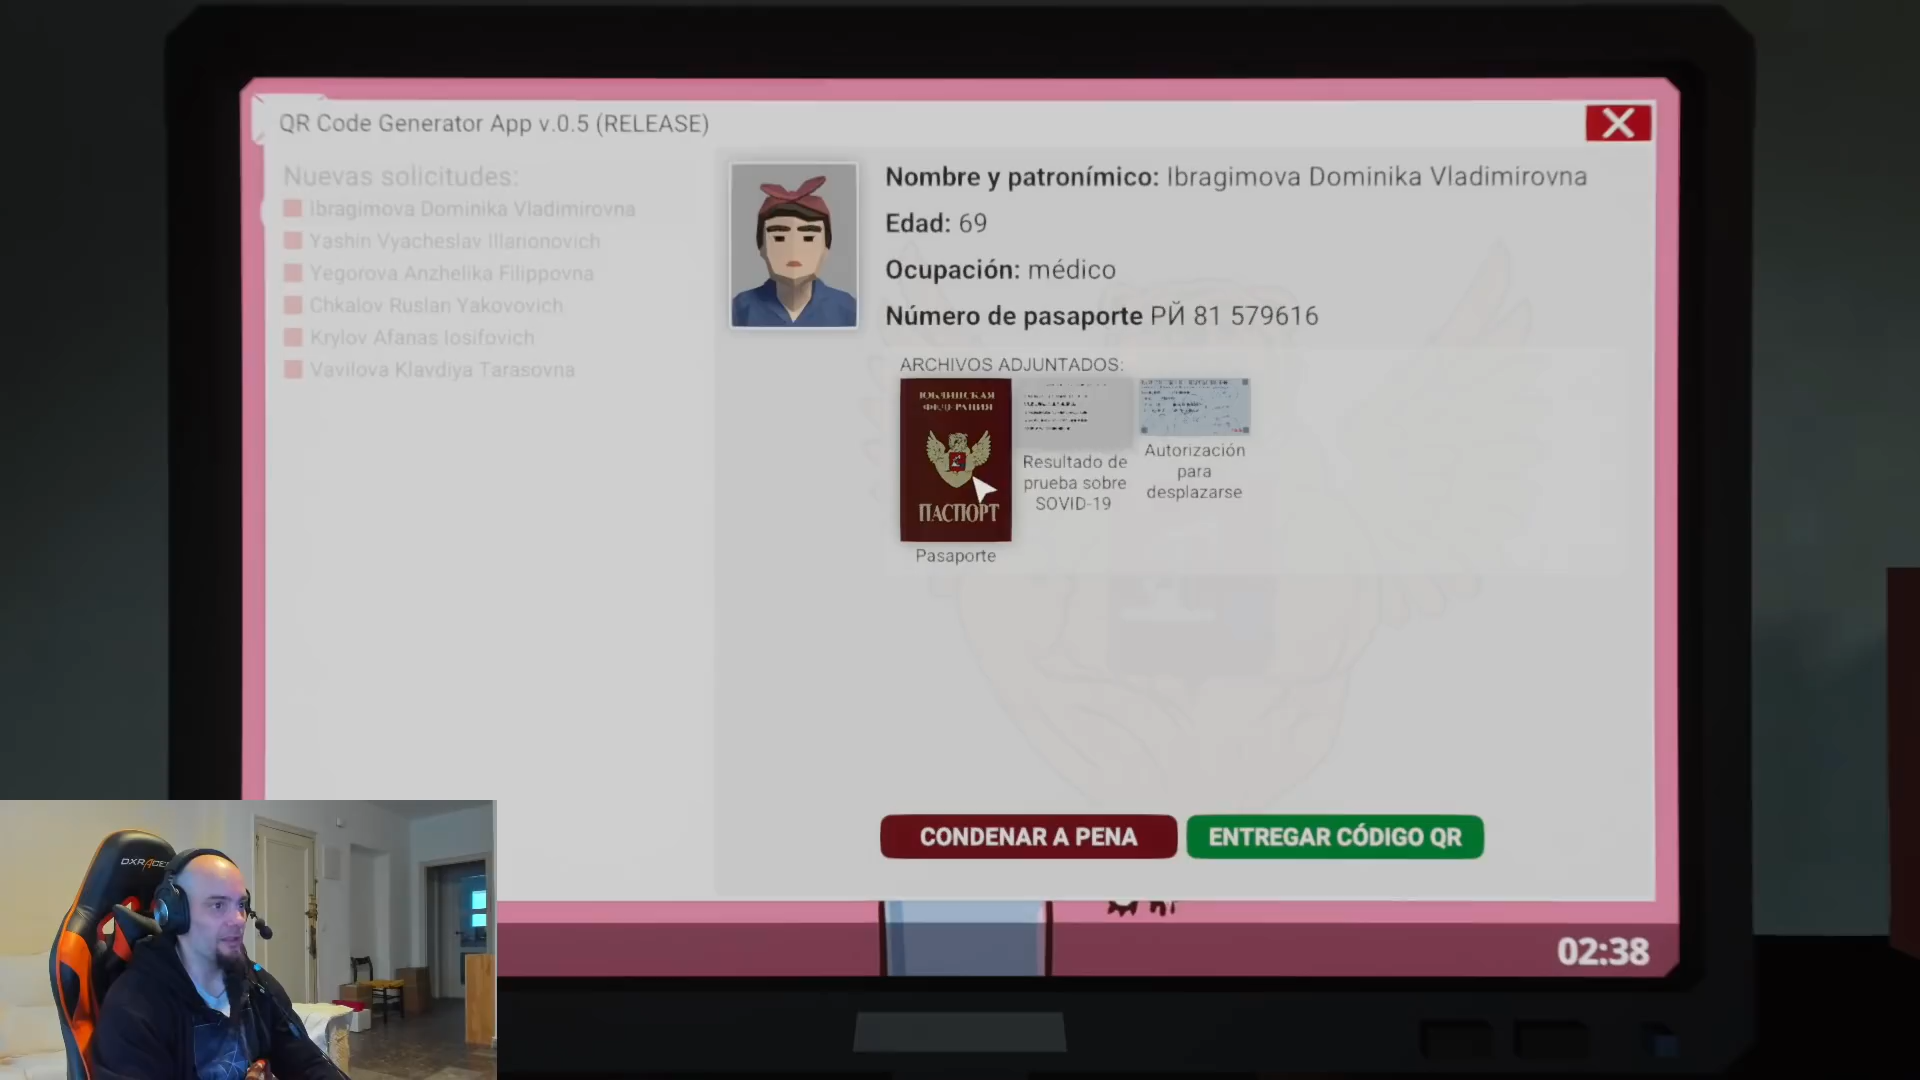 QR Code Generator App v.0.5 (RELEASE)
Nuevas solicitudes:
Ibragimova Dominika Vladimirovna
Yashin Vyacheslav Illarionovich
Yegorova Anzhelika Filippovna
Chkalov Ruslan Yakovovich
Krylov Afanas Iosifovich
Vavilova Klavdiya Tarasovna
Nombre y patronímico: Ibragimova Dominika Vladimirovna
Edad: 69
Ocupación: médico
Número de pasaporte РЙ 81 579616
ARCHIVOS ADJUNTADOS:
ПАСПОРТ
Pasaporte
Resultado de
prueba sobre
SOVID-19
Autorización
para
desplazarse
CONDENAR A PENA
ENTREGAR CÓDIGO QR
02:38